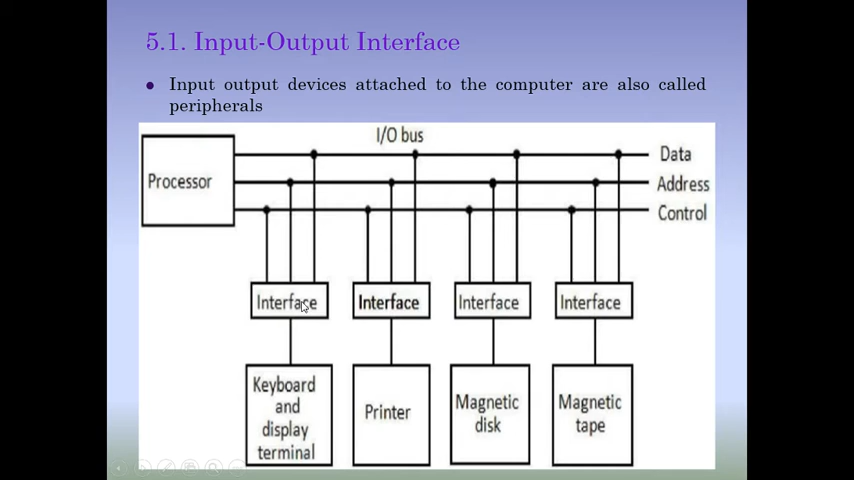 5.1. Input-Output Interface
● Input output devices attached to the computer are also called
peripherals
I/O bus
Processor
Data
Address
Control
Interface
Interface
Interface
Interface
Keyboard
and
display
terminal
Printer
Magnetic
disk
Magnetic
tape